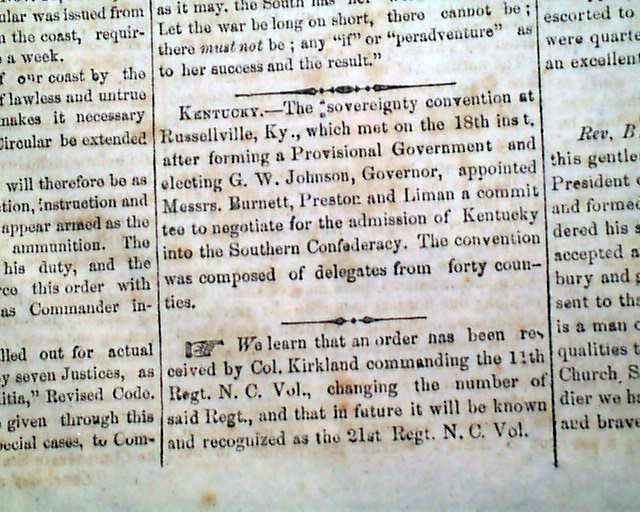 ular was issued from
on the coast, requir-
a week.
of our coast by the
of lawless and untrue
makes it necessary
Circular be extended
will therefore be as
tion, instruction and
appear armed as the
ammunition. The
his duty, and the
this order with
as Commander in-
lled out for actual
y seven Justices, as
itia," Revised Code.
given through this
pecial cases, to Com-
as it may, the South has her
Let the war be long on short, there cannot be;
there must not be; any "if" or "peradventure" as
to her success and the result."
KENTUCKY.—The sovereignty convention at
Russellville, Ky., which met on the 18th inst,
after forming a Provisional Government and
electing G. W. Johnson, Governor, appointed
Messrs. Burnett, Preston and Liman a commit
tee to negotiate for the admission of Kentucky
into the Southern Confederacy. The convention
was composed of delegates from forty coun-
ties.
☞ We learn that an order has been re-
ceived by Col. Kirkland commanding the 11th
Regt. N. C. Vol., changing the number of
said Regt., and that in future it will be known
and recognized as the 21st Regt. N. C. Vol.
escorted to
were quarte
an excellent
Rev. B
this gentle
President o
and formed
dered his s
accepted a
bury and
sent to the
is a man o
qualities t
Church, S
dier we ha
and brave